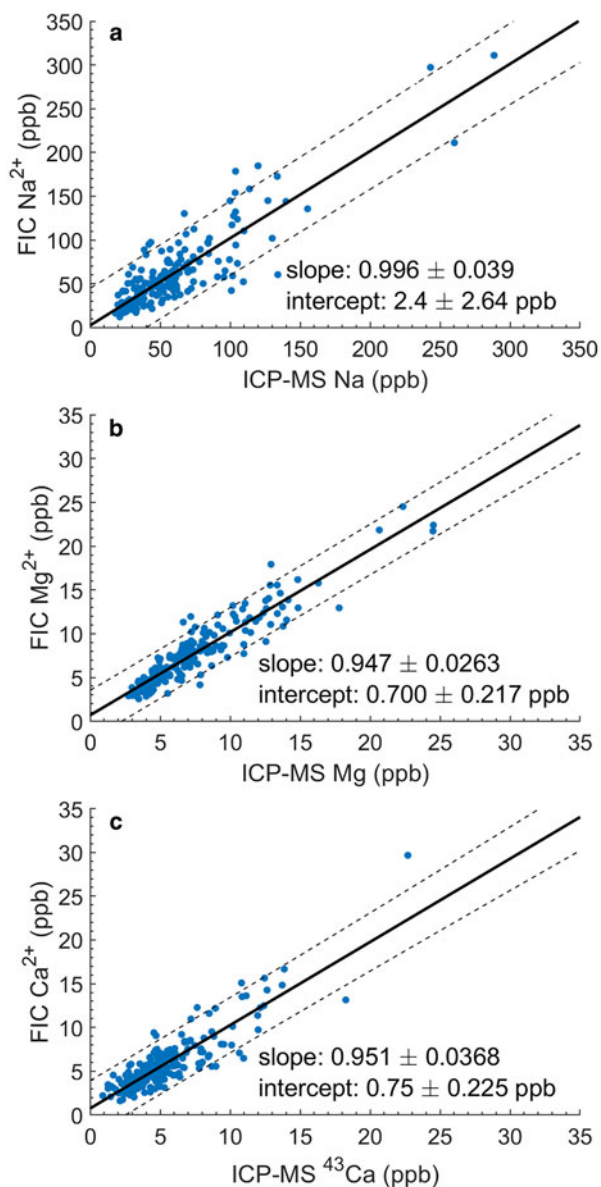 a
350
300
250
200
150
100
50
0
FIC Na²⁺ (ppb)
slope: 0.996 ± 0.039
intercept: 2.4 ± 2.64 ppb
0 50 100 150 200 250 300 350
ICP-MS Na (ppb)
b
35
30
25
20
15
10
5
0
FIC Mg²⁺ (ppb)
slope: 0.947 ± 0.0263
intercept: 0.700 ± 0.217 ppb
0 5 10 15 20 25 30 35
ICP-MS Mg (ppb)
c
35
30
25
20
15
10
5
0
FIC Ca²⁺ (ppb)
slope: 0.951 ± 0.0368
intercept: 0.75 ± 0.225 ppb
0 5 10 15 20 25 30 35
ICP-MS ⁴³Ca (ppb)